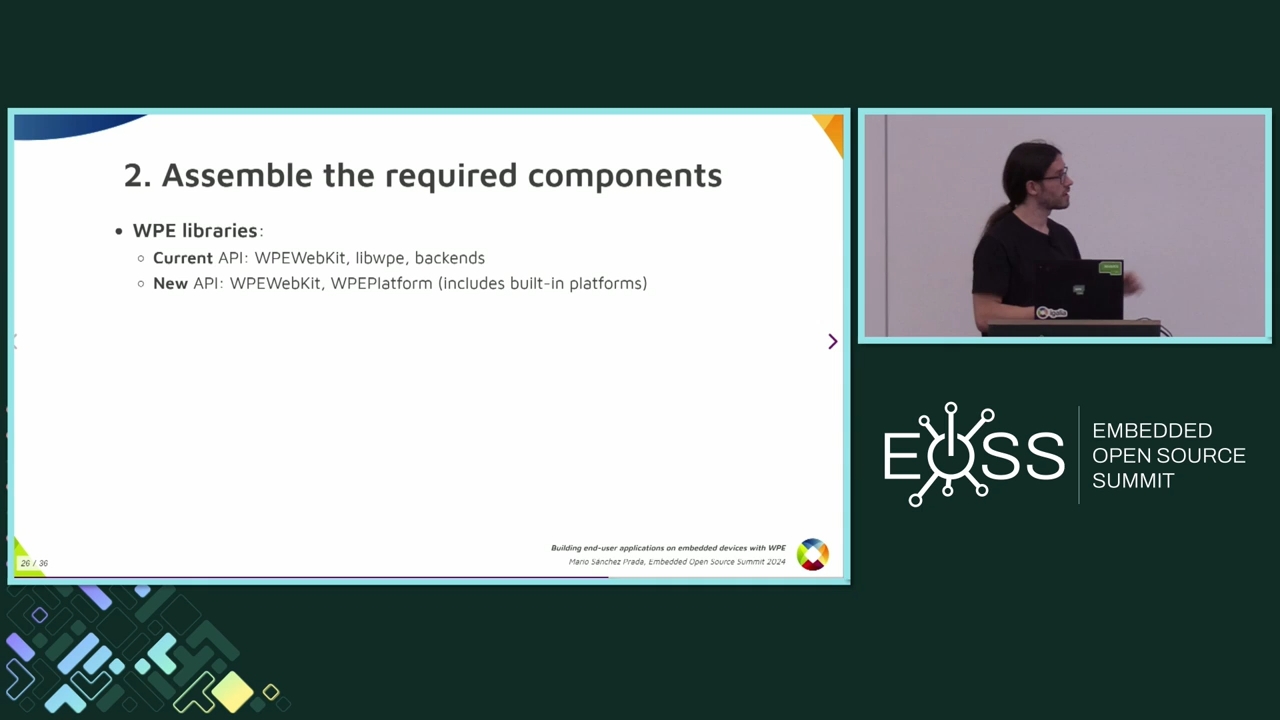 2. Assemble the required components
• WPE libraries:
○ Current API: WPEWebKit, libwpe, backends
○ New API: WPEWebKit, WPEPlatform (includes built-in platforms)
Building end-user applications on embedded devices with WPE
Mario Sánchez Prada, Embedded Open Source Summit 2024
26 / 36
EOSS
EMBEDDED
OPEN SOURCE
SUMMIT